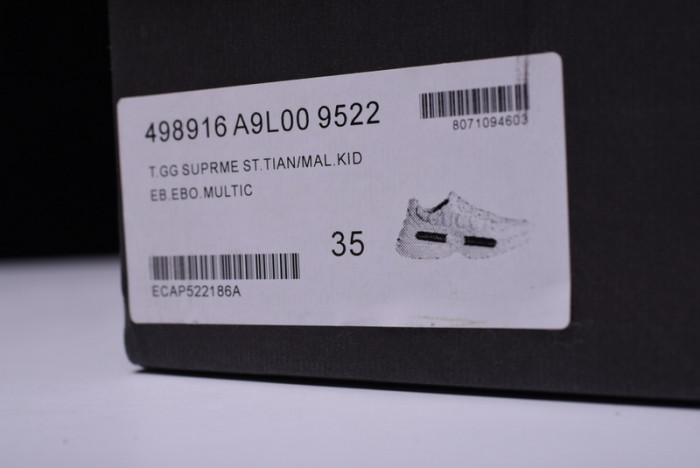 498916 A9L00 9522
8071094603
T.GG SUPRME ST.TIAN/MAL.KID
EB.EBO.MULTIC
35
ECAP522186A